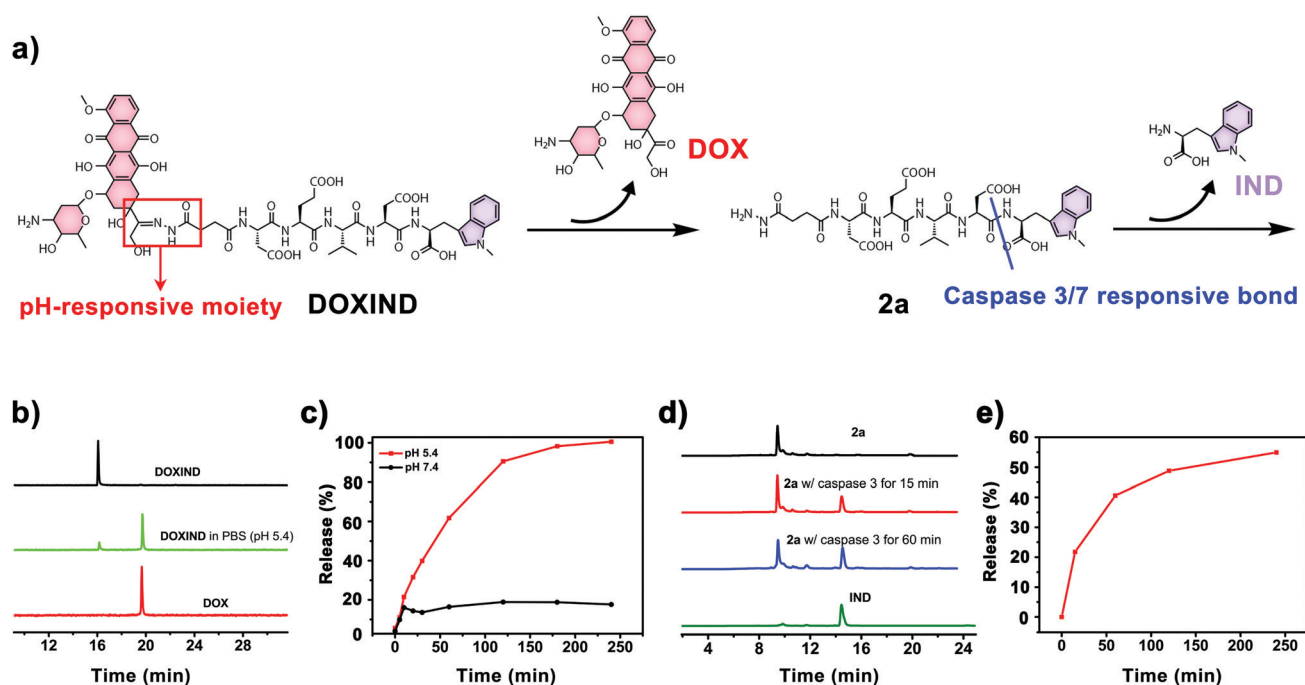 a)
DOX
IND
pH-responsive moiety
DOXIND
2a
Caspase 3/7 responsive bond
b)
DOXIND
DOXIND in PBS (pH 5.4)
DOX
12 16 20 24 28
Time (min)
c)
pH 5.4
pH 7.4
Release (%)
100
80
60
40
20
0
0 50 100 150 200 250
Time (min)
d)
2a
2a w/ caspase 3 for 15 min
2a w/ caspase 3 for 60 min
IND
4 8 12 16 20 24
Time (min)
e)
Release (%)
60
50
40
30
20
10
0
0 50 100 150 200 250
Time (min)